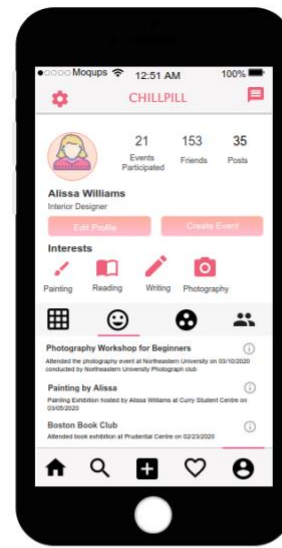 Moqups 12:51 AM 100%
CHILLPILL
21 153 35
Events Participated Friends Posts
Alissa Williams
Interior Designer
Edit Profile Create Event
Interests
Painting Reading Writing Photography
Photography Workshop for Beginners
Attended the photography event at Northeastern University on 03/10/2020
conducted by Northeastern University Photograph club
Painting by Alissa
Painting Exhibition hosted by Alissa Williams at Curry Student Centre on
03/05/2020
Boston Book Club
Attended book exhibition at Prudential Centre on 02/23/2020